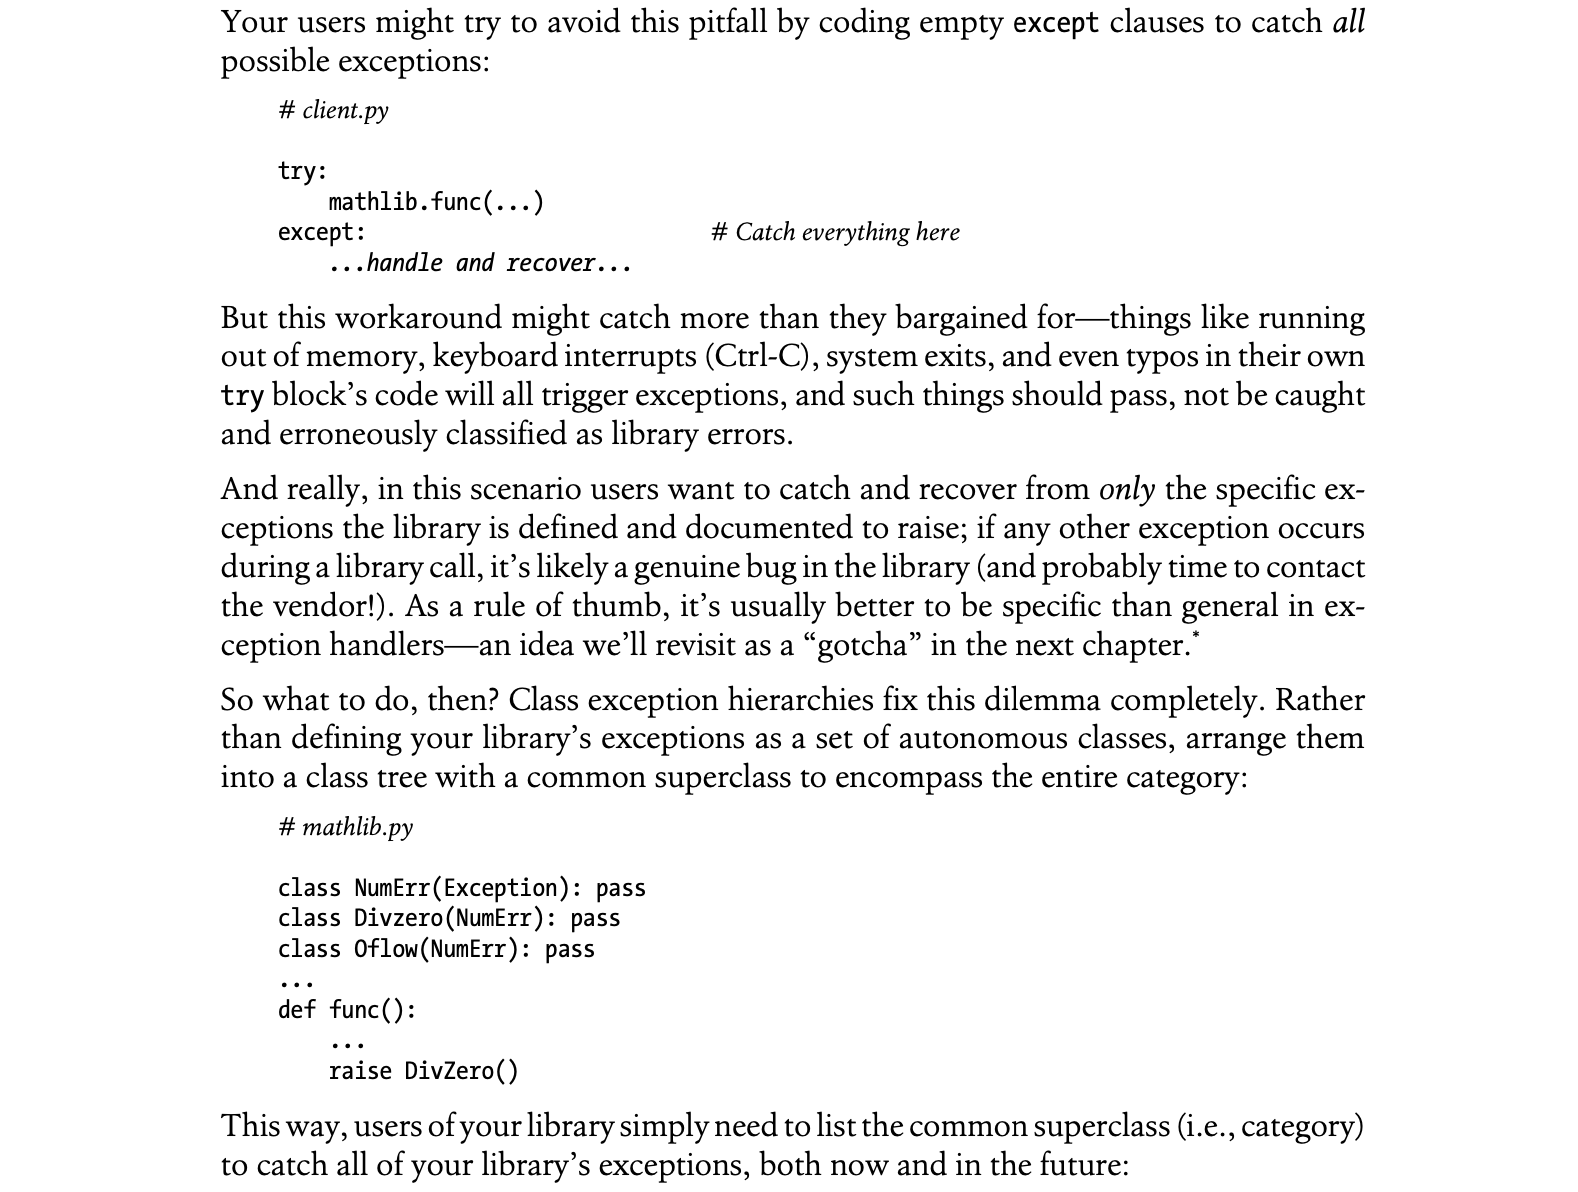 Your users might try to avoid this pitfall by coding empty except clauses to catch all
possible exceptions:
# client.py
try:
    mathlib.func(...)
except:                                  # Catch everything here
    ...handle and recover...
But this workaround might catch more than they bargained for—things like running
out of memory, keyboard interrupts (Ctrl-C), system exits, and even typos in their own
try block’s code will all trigger exceptions, and such things should pass, not be caught
and erroneously classified as library errors.
And really, in this scenario users want to catch and recover from only the specific ex-
ceptions the library is defined and documented to raise; if any other exception occurs
during a library call, it’s likely a genuine bug in the library (and probably time to contact
the vendor!). As a rule of thumb, it’s usually better to be specific than general in ex-
ception handlers—an idea we’ll revisit as a “gotcha” in the next chapter.*
So what to do, then? Class exception hierarchies fix this dilemma completely. Rather
than defining your library’s exceptions as a set of autonomous classes, arrange them
into a class tree with a common superclass to encompass the entire category:
# mathlib.py
class NumErr(Exception): pass
class Divzero(NumErr): pass
class Oflow(NumErr): pass
...
def func():
    ...
    raise DivZero()
This way, users of your library simply need to list the common superclass (i.e., category)
to catch all of your library’s exceptions, both now and in the future: